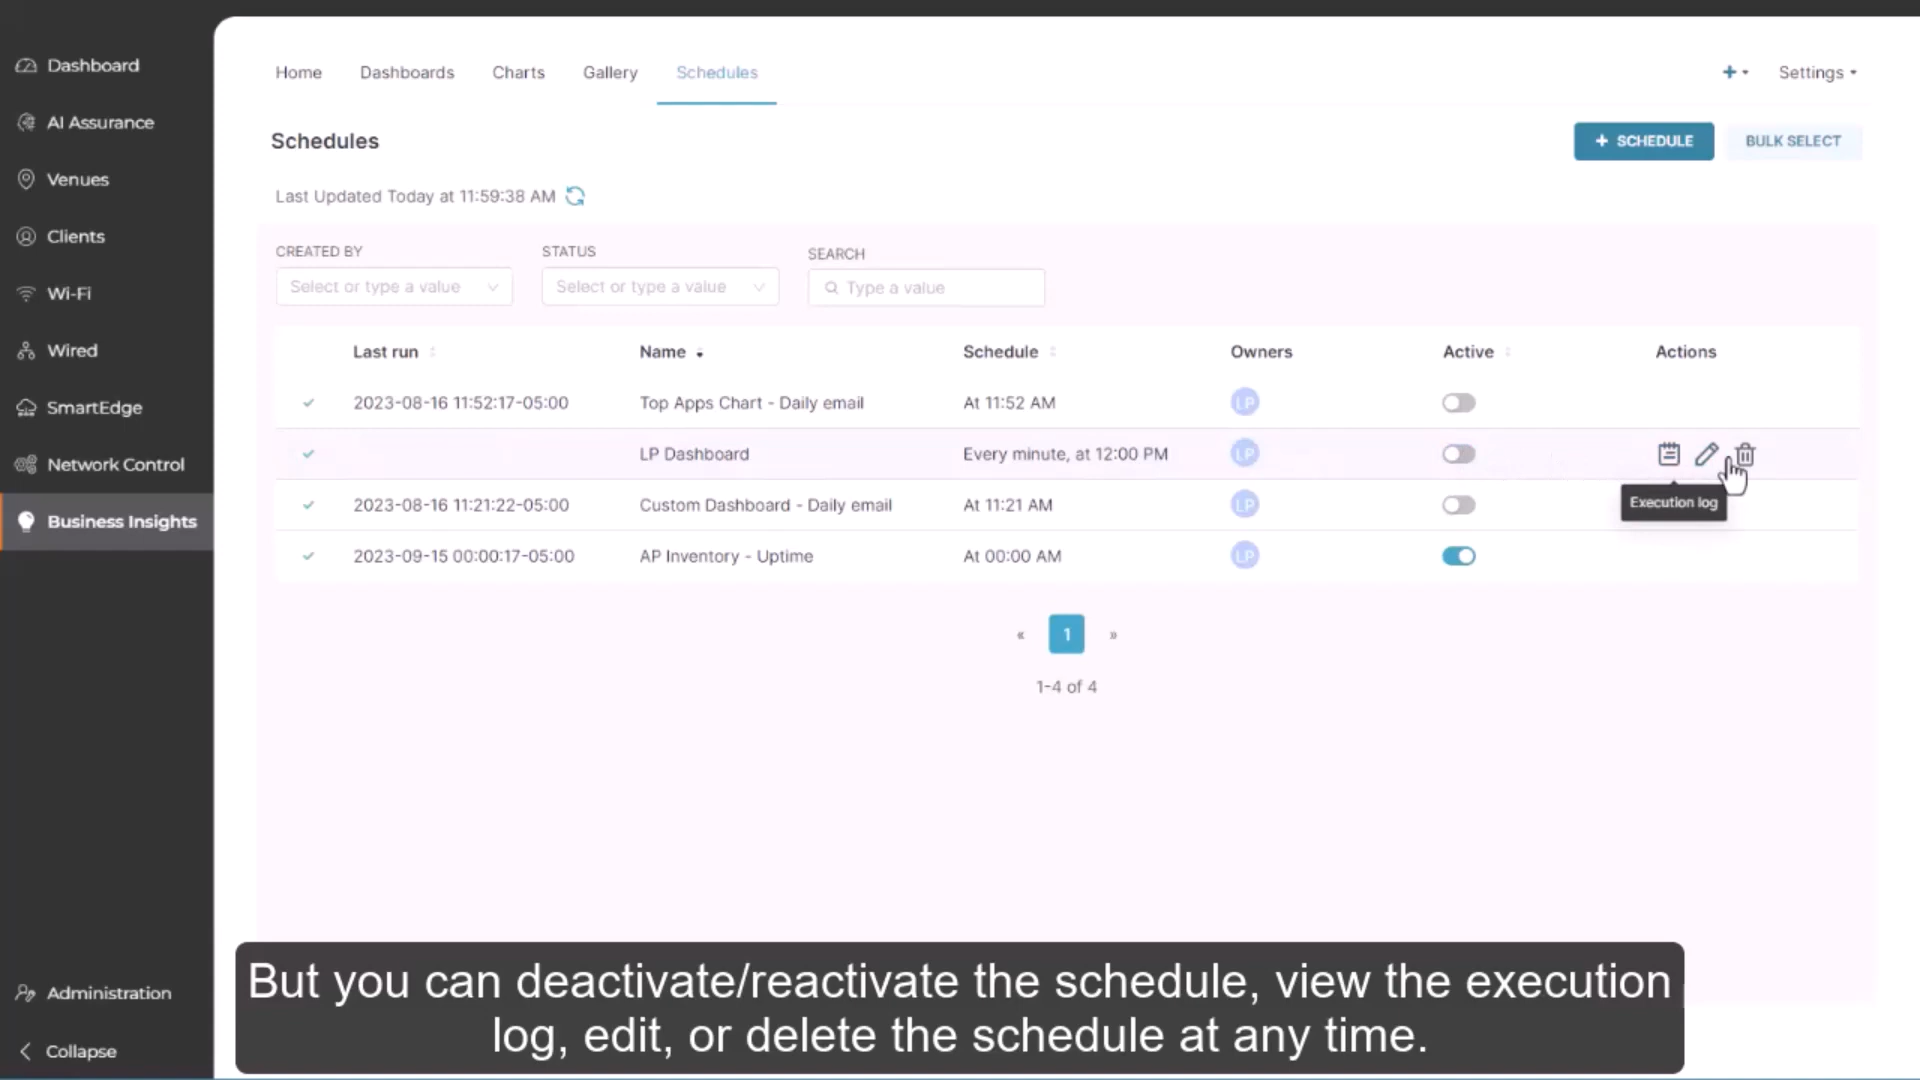 Dashboard
AI Assurance
Venues
Clients
Wi-Fi
Wired
SmartEdge
Network Control
Business Insights
Administration
Collapse
Home Dashboards Charts Gallery Schedules
+ Settings
Schedules
+ SCHEDULE BULK SELECT
Last Updated Today at 11:59:38 AM
CREATED BY STATUS SEARCH
Select or type a value Select or type a value Type a value
Last run Name Schedule Owners Active Actions
2023-08-16 11:52:17-05:00 Top Apps Chart - Daily email At 11:52 AM LP
LP Dashboard Every minute, at 12:00 PM LP
Execution log
2023-08-16 11:21:22-05:00 Custom Dashboard - Daily email At 11:21 AM LP
2023-09-15 00:00:17-05:00 AP Inventory - Uptime At 00:00 AM LP
« 1 »
1-4 of 4
But you can deactivate/reactivate the schedule, view the execution
log, edit, or delete the schedule at any time.